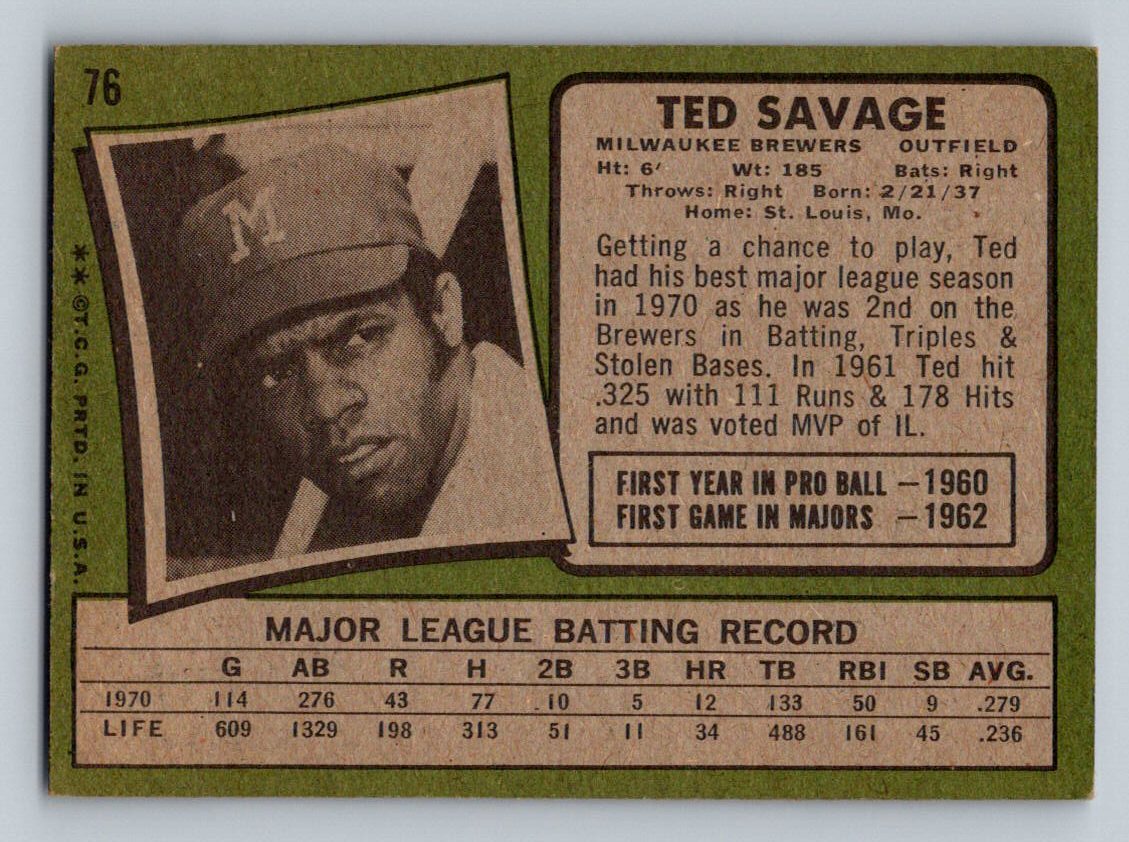 76
M
** ©T.C.G. PRTD. IN U.S.A.
TED SAVAGE
MILWAUKEE BREWERS OUTFIELD
Ht: 6' Wt: 185 Bats: Right
Throws: Right Born: 2/21/37
Home: St. Louis, Mo.
Getting a chance to play, Ted
had his best major league season
in 1970 as he was 2nd on the
Brewers in Batting, Triples &
Stolen Bases. In 1961 Ted hit
.325 with 111 Runs & 178 Hits
and was voted MVP of IL.
FIRST YEAR IN PRO BALL — 1960
FIRST GAME IN MAJORS — 1962
MAJOR LEAGUE BATTING RECORD
G AB R H 2B 3B HR TB RBI SB AVG.
1970 114 276 43 77 10 5 12 133 50 9 .279
LIFE 609 1329 198 313 51 11 34 488 161 45 .236